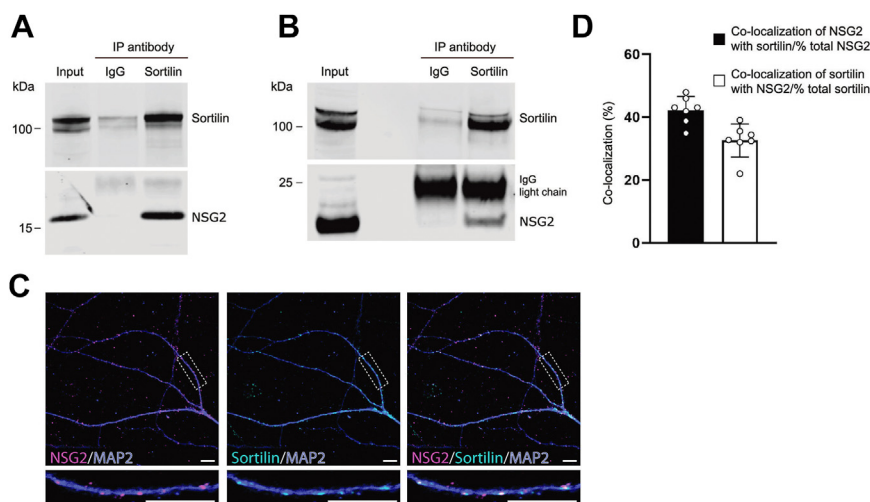 A
IP antibody
Input IgG Sortilin
kDa
100
Sortilin
15
NSG2
B
IP antibody
Input IgG Sortilin
kDa
100
Sortilin
25
IgG
light chain
NSG2
D
Co-localization of NSG2
with sortilin/% total NSG2
Co-localization of sortilin
with NSG2/% total sortilin
Co-localization (%)
60
40
20
0
C
NSG2/MAP2
Sortilin/MAP2
NSG2/Sortilin/MAP2